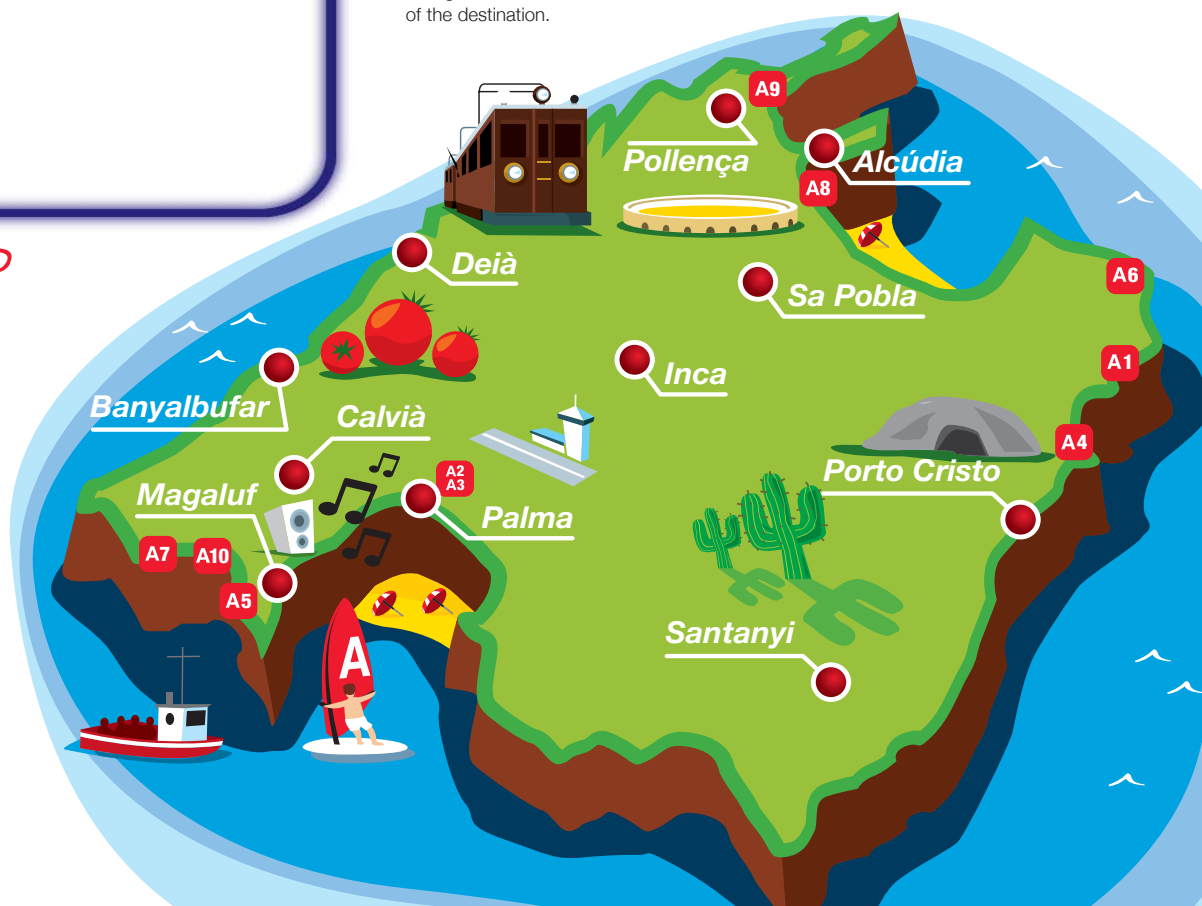 of the destination.
A9
Pollença
Alcúdia
A8
Deià
Sa Pobla
A6
Inca
A1
Banyalbufar
Calvià
A4
Porto Cristo
Magaluf
A2
A3
Palma
A7
A10
A5
Santanyi
A